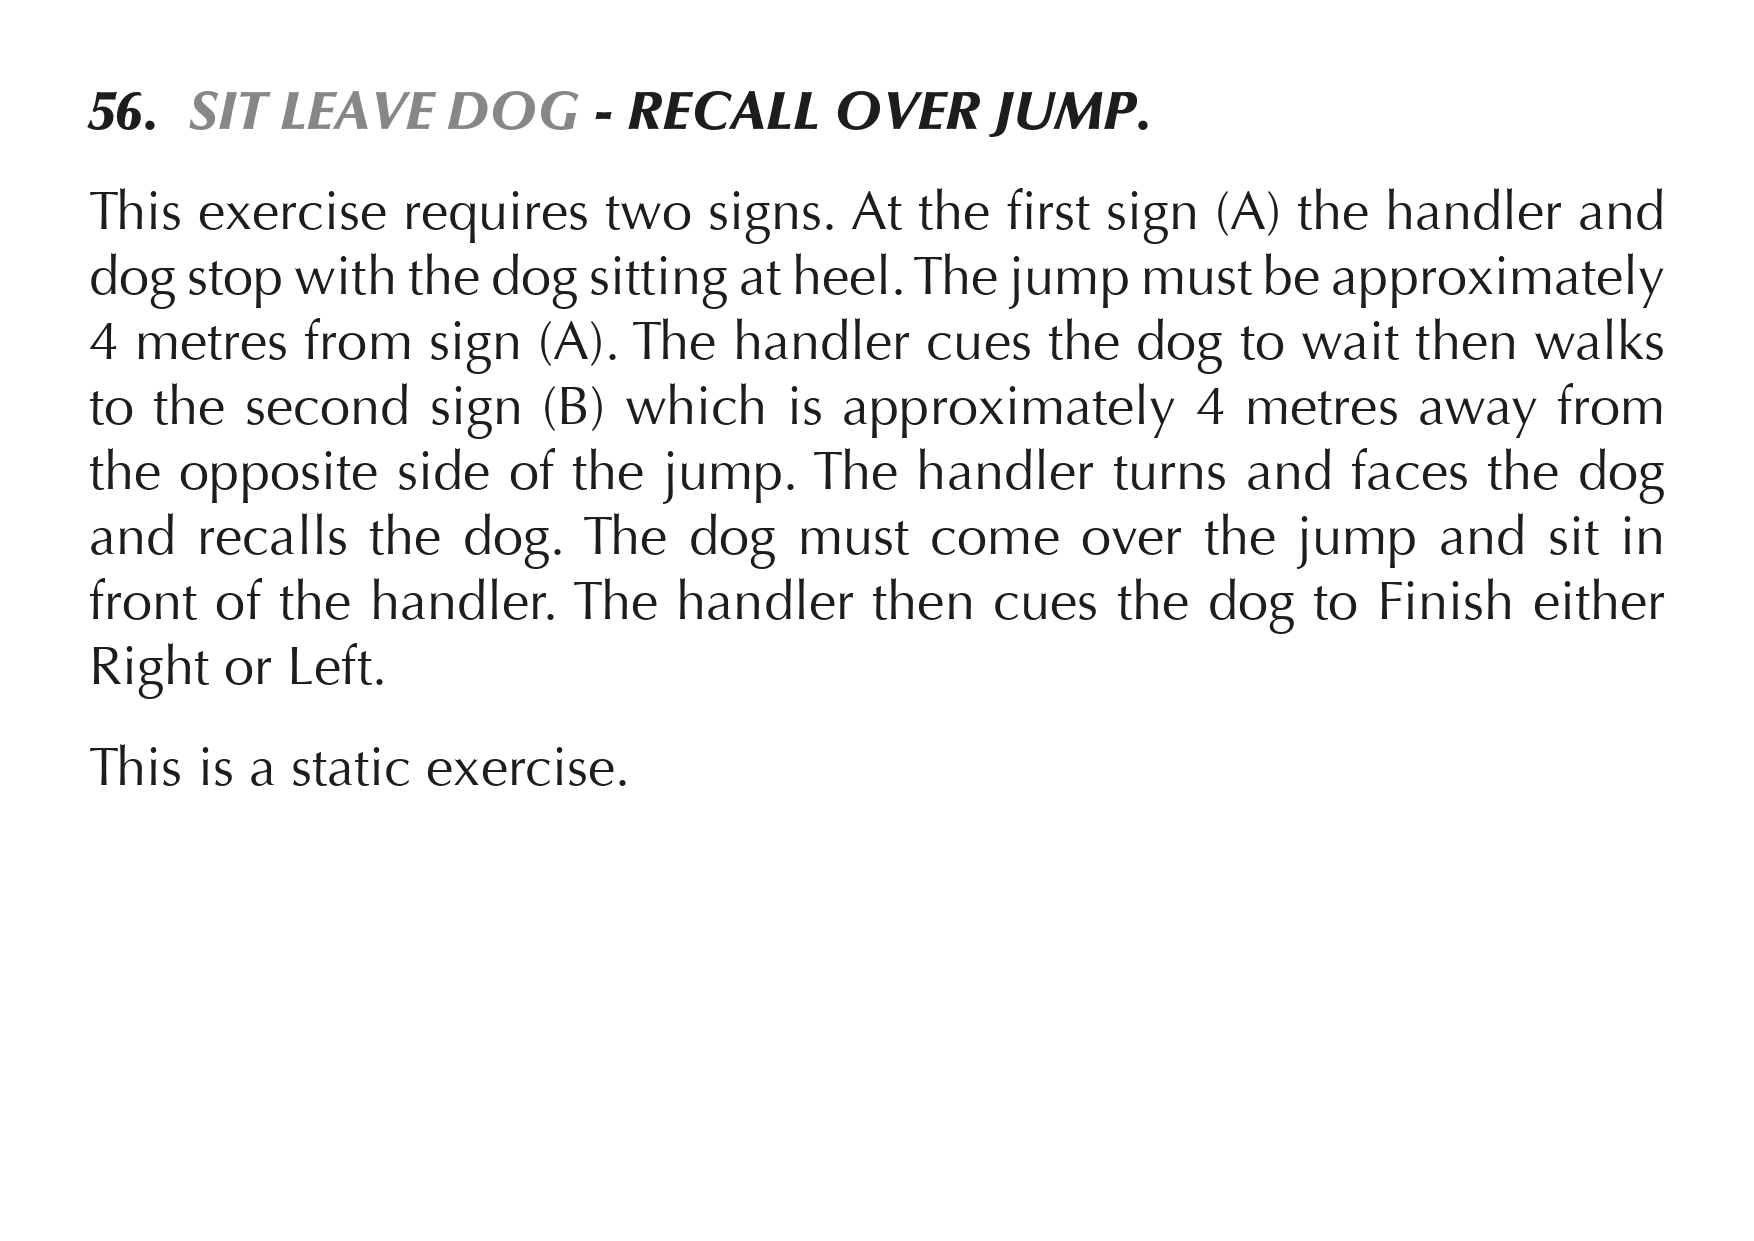 56. SIT LEAVE DOG - RECALL OVER JUMP.
This exercise requires two signs. At the first sign (A) the handler and
dog stop with the dog sitting at heel. The jump must be approximately
4 metres from sign (A). The handler cues the dog to wait then walks
to the second sign (B) which is approximately 4 metres away from
the opposite side of the jump. The handler turns and faces the dog
and recalls the dog. The dog must come over the jump and sit in
front of the handler. The handler then cues the dog to Finish either
Right or Left.
This is a static exercise.